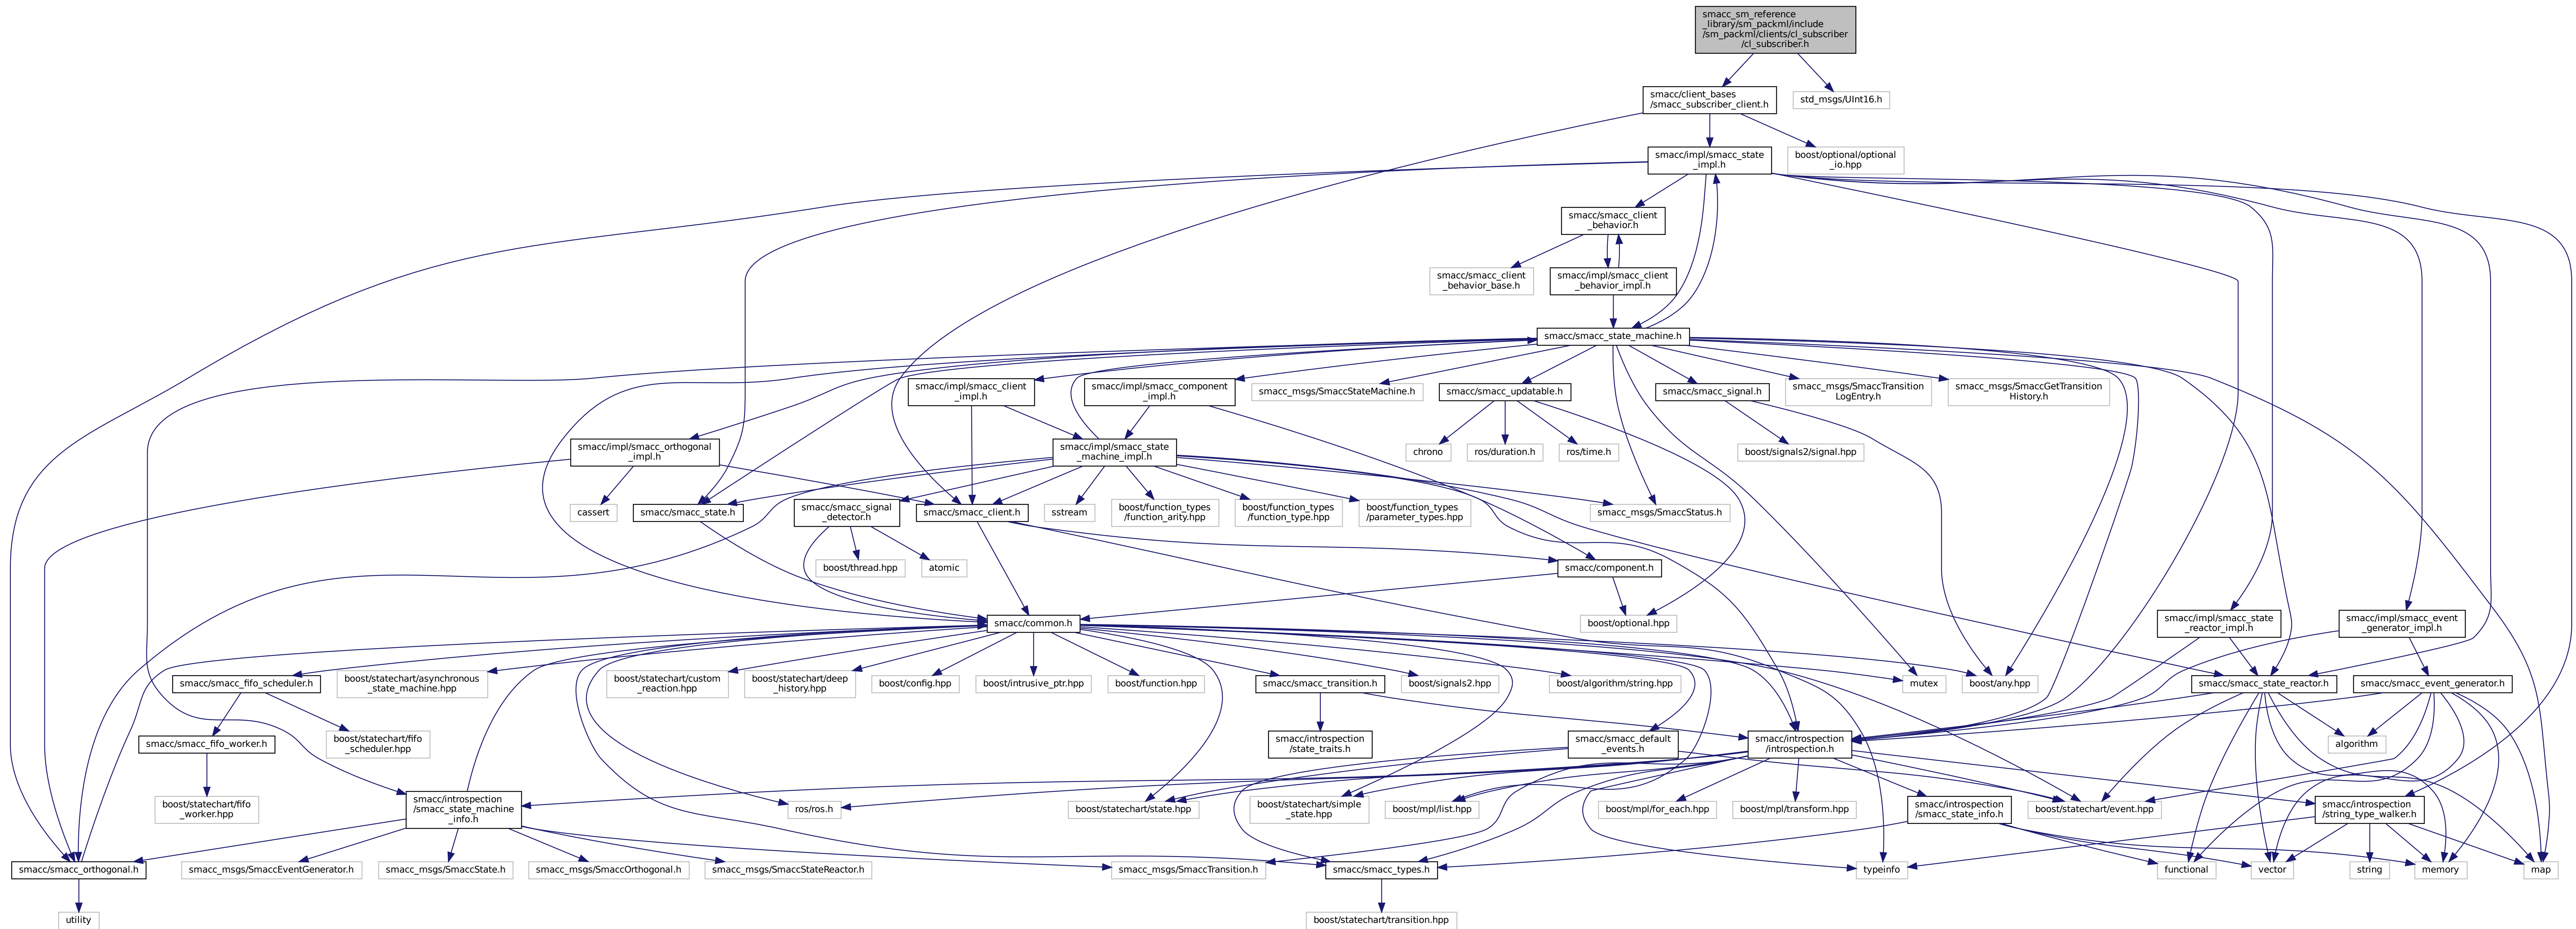 smacc_sm_reference
_library/sm_packml/include
/sm_packml/clients/cl_subscriber
/cl_subscriber.h
smacc/client_bases
/smacc_subscriber_client.h
std_msgs/UInt16.h
smacc/impl/smacc_state
_impl.h
boost/optional/optional
_io.hpp
smacc/smacc_client
_behavior.h
smacc/smacc_client
_behavior_base.h
smacc/impl/smacc_client
_behavior_impl.h
smacc/smacc_state_machine.h
smacc/impl/smacc_client
_impl.h
smacc/impl/smacc_component
_impl.h
smacc_msgs/SmaccStateMachine.h
smacc/smacc_updatable.h
smacc/smacc_signal.h
smacc_msgs/SmaccTransition
LogEntry.h
smacc_msgs/SmaccGetTransition
History.h
smacc/impl/smacc_orthogonal
_impl.h
smacc/impl/smacc_state
_machine_impl.h
chrono
ros/duration.h
ros/time.h
boost/signals2/signal.hpp
cassert
smacc/smacc_state.h
smacc/smacc_signal
_detector.h
smacc/smacc_client.h
sstream
boost/function_types
/function_arity.hpp
boost/function_types
/function_type.hpp
boost/function_types
/parameter_types.hpp
smacc_msgs/SmaccStatus.h
boost/thread.hpp
atomic
smacc/component.h
smacc/common.h
boost/optional.hpp
smacc/impl/smacc_state
_reactor_impl.h
smacc/impl/smacc_event
_generator_impl.h
smacc/smacc_fifo_scheduler.h
boost/statechart/asynchronous
_state_machine.hpp
boost/statechart/custom
_reaction.hpp
boost/statechart/deep
_history.hpp
boost/config.hpp
boost/intrusive_ptr.hpp
boost/function.hpp
smacc/smacc_transition.h
boost/signals2.hpp
boost/algorithm/string.hpp
mutex
boost/any.hpp
smacc/smacc_state_reactor.h
smacc/smacc_event_generator.h
smacc/smacc_fifo_worker.h
boost/statechart/fifo
_scheduler.hpp
smacc/introspection
/state_traits.h
smacc/smacc_default
_events.h
smacc/introspection
/introspection.h
algorithm
boost/statechart/fifo
_worker.hpp
smacc/introspection
/smacc_state_machine
_info.h
ros/ros.h
boost/statechart/state.hpp
boost/statechart/simple
_state.hpp
boost/mpl/list.hpp
boost/mpl/for_each.hpp
boost/mpl/transform.hpp
smacc/introspection
/smacc_state_info.h
boost/statechart/event.hpp
smacc/introspection
/string_type_walker.h
smacc/smacc_orthogonal.h
smacc_msgs/SmaccEventGenerator.h
smacc_msgs/SmaccState.h
smacc_msgs/SmaccOrthogonal.h
smacc_msgs/SmaccStateReactor.h
smacc_msgs/SmaccTransition.h
smacc/smacc_types.h
typeinfo
functional
vector
string
memory
map
utility
boost/statechart/transition.hpp